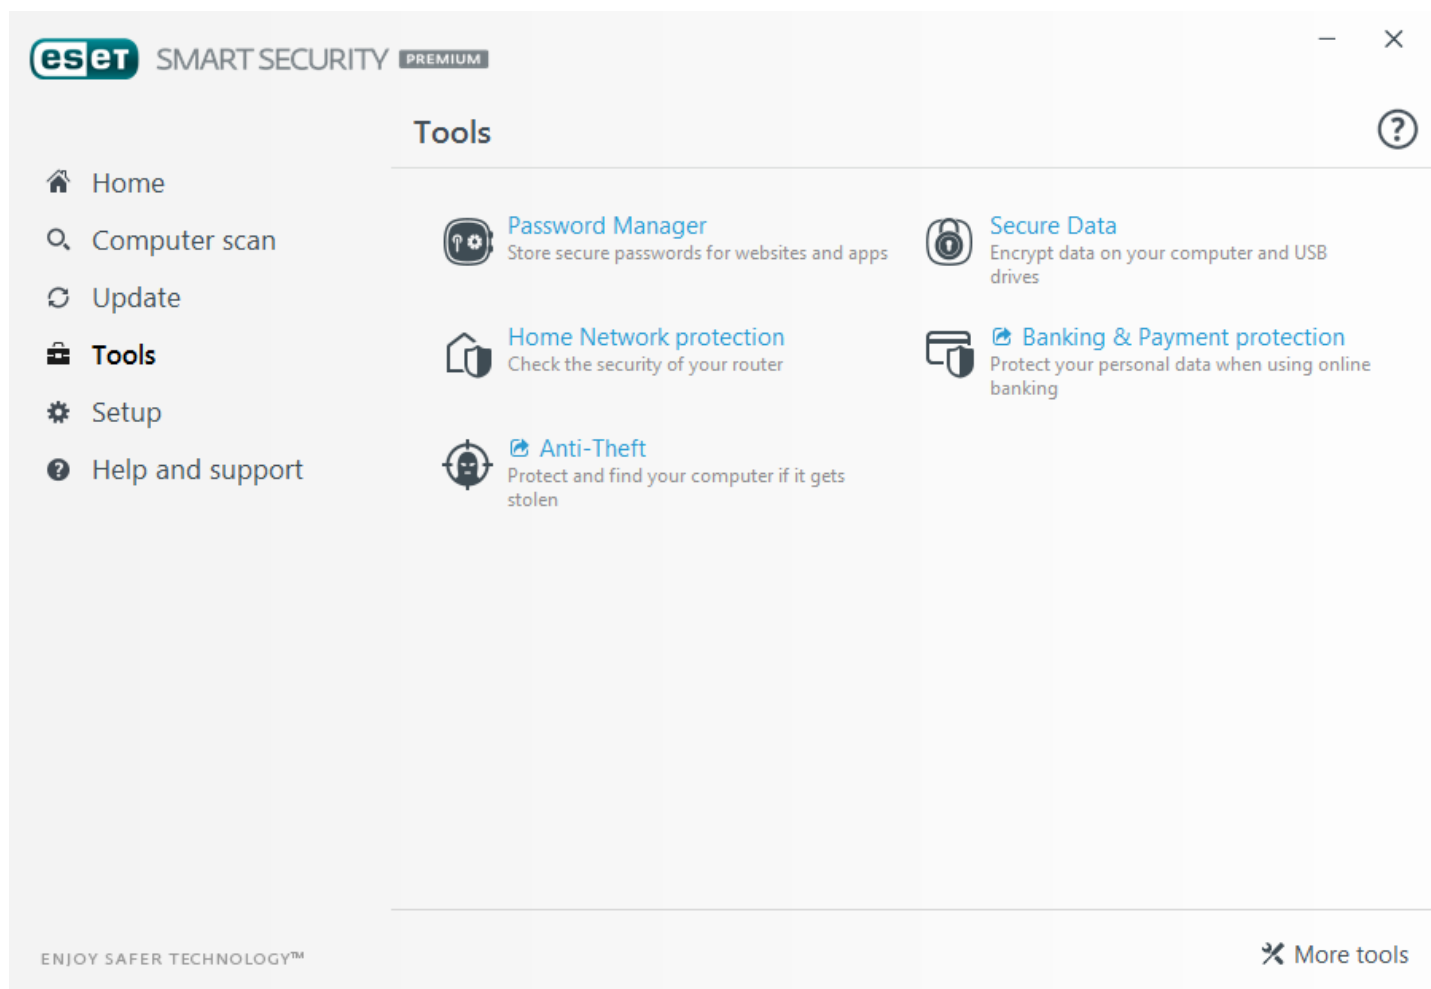 eset SMART SECURITY PREMIUM
Tools
?
Home
Computer scan
Update
Tools
Setup
Help and support
Password Manager
Store secure passwords for websites and apps
Secure Data
Encrypt data on your computer and USB
drives
Home Network protection
Check the security of your router
Banking & Payment protection
Protect your personal data when using online
banking
Anti-Theft
Protect and find your computer if it gets
stolen
ENJOY SAFER TECHNOLOGY™
More tools